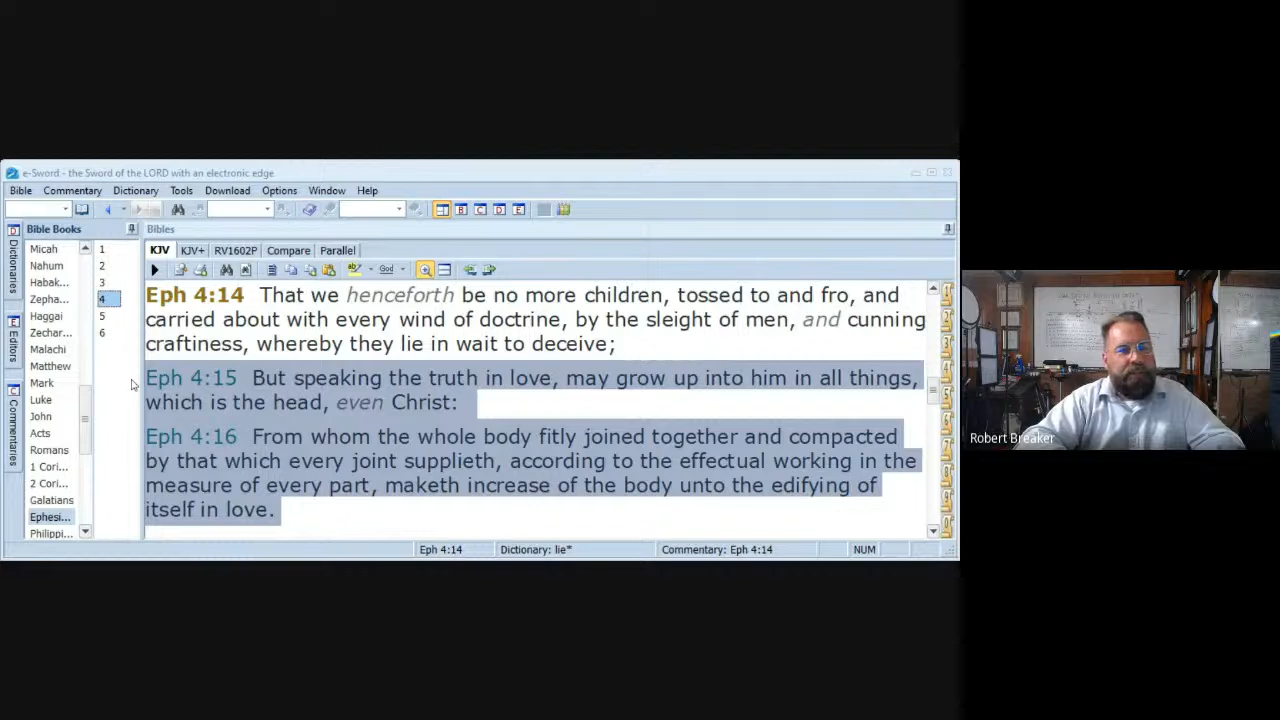 e-Sword - the Sword of the LORD with an electronic edge
Bible Commentary Dictionary Tools Download Options Window Help
B C D E
Bible Books
Bibles
Dictionaries
Editors
Commentaries
Micah
Nahum
Habak...
Zepha...
Haggai
Zechar...
Malachi
Matthew
Mark
Luke
John
Acts
Romans
1 Cori...
2 Cori...
Galatians
Ephesi...
Philippi...
1
2
3
4
5
6
KJV KJV+ RV1602P Compare Parallel
God
Eph 4:14 That we henceforth be no more children, tossed to and fro, and
carried about with every wind of doctrine, by the sleight of men, and cunning
craftiness, whereby they lie in wait to deceive;
Eph 4:15 But speaking the truth in love, may grow up into him in all things,
which is the head, even Christ:
Eph 4:16 From whom the whole body fitly joined together and compacted
by that which every joint supplieth, according to the effectual working in the
measure of every part, maketh increase of the body unto the edifying of
itself in love.
Eph 4:14 Dictionary: lie* Commentary: Eph 4:14 NUM
Robert Breaker